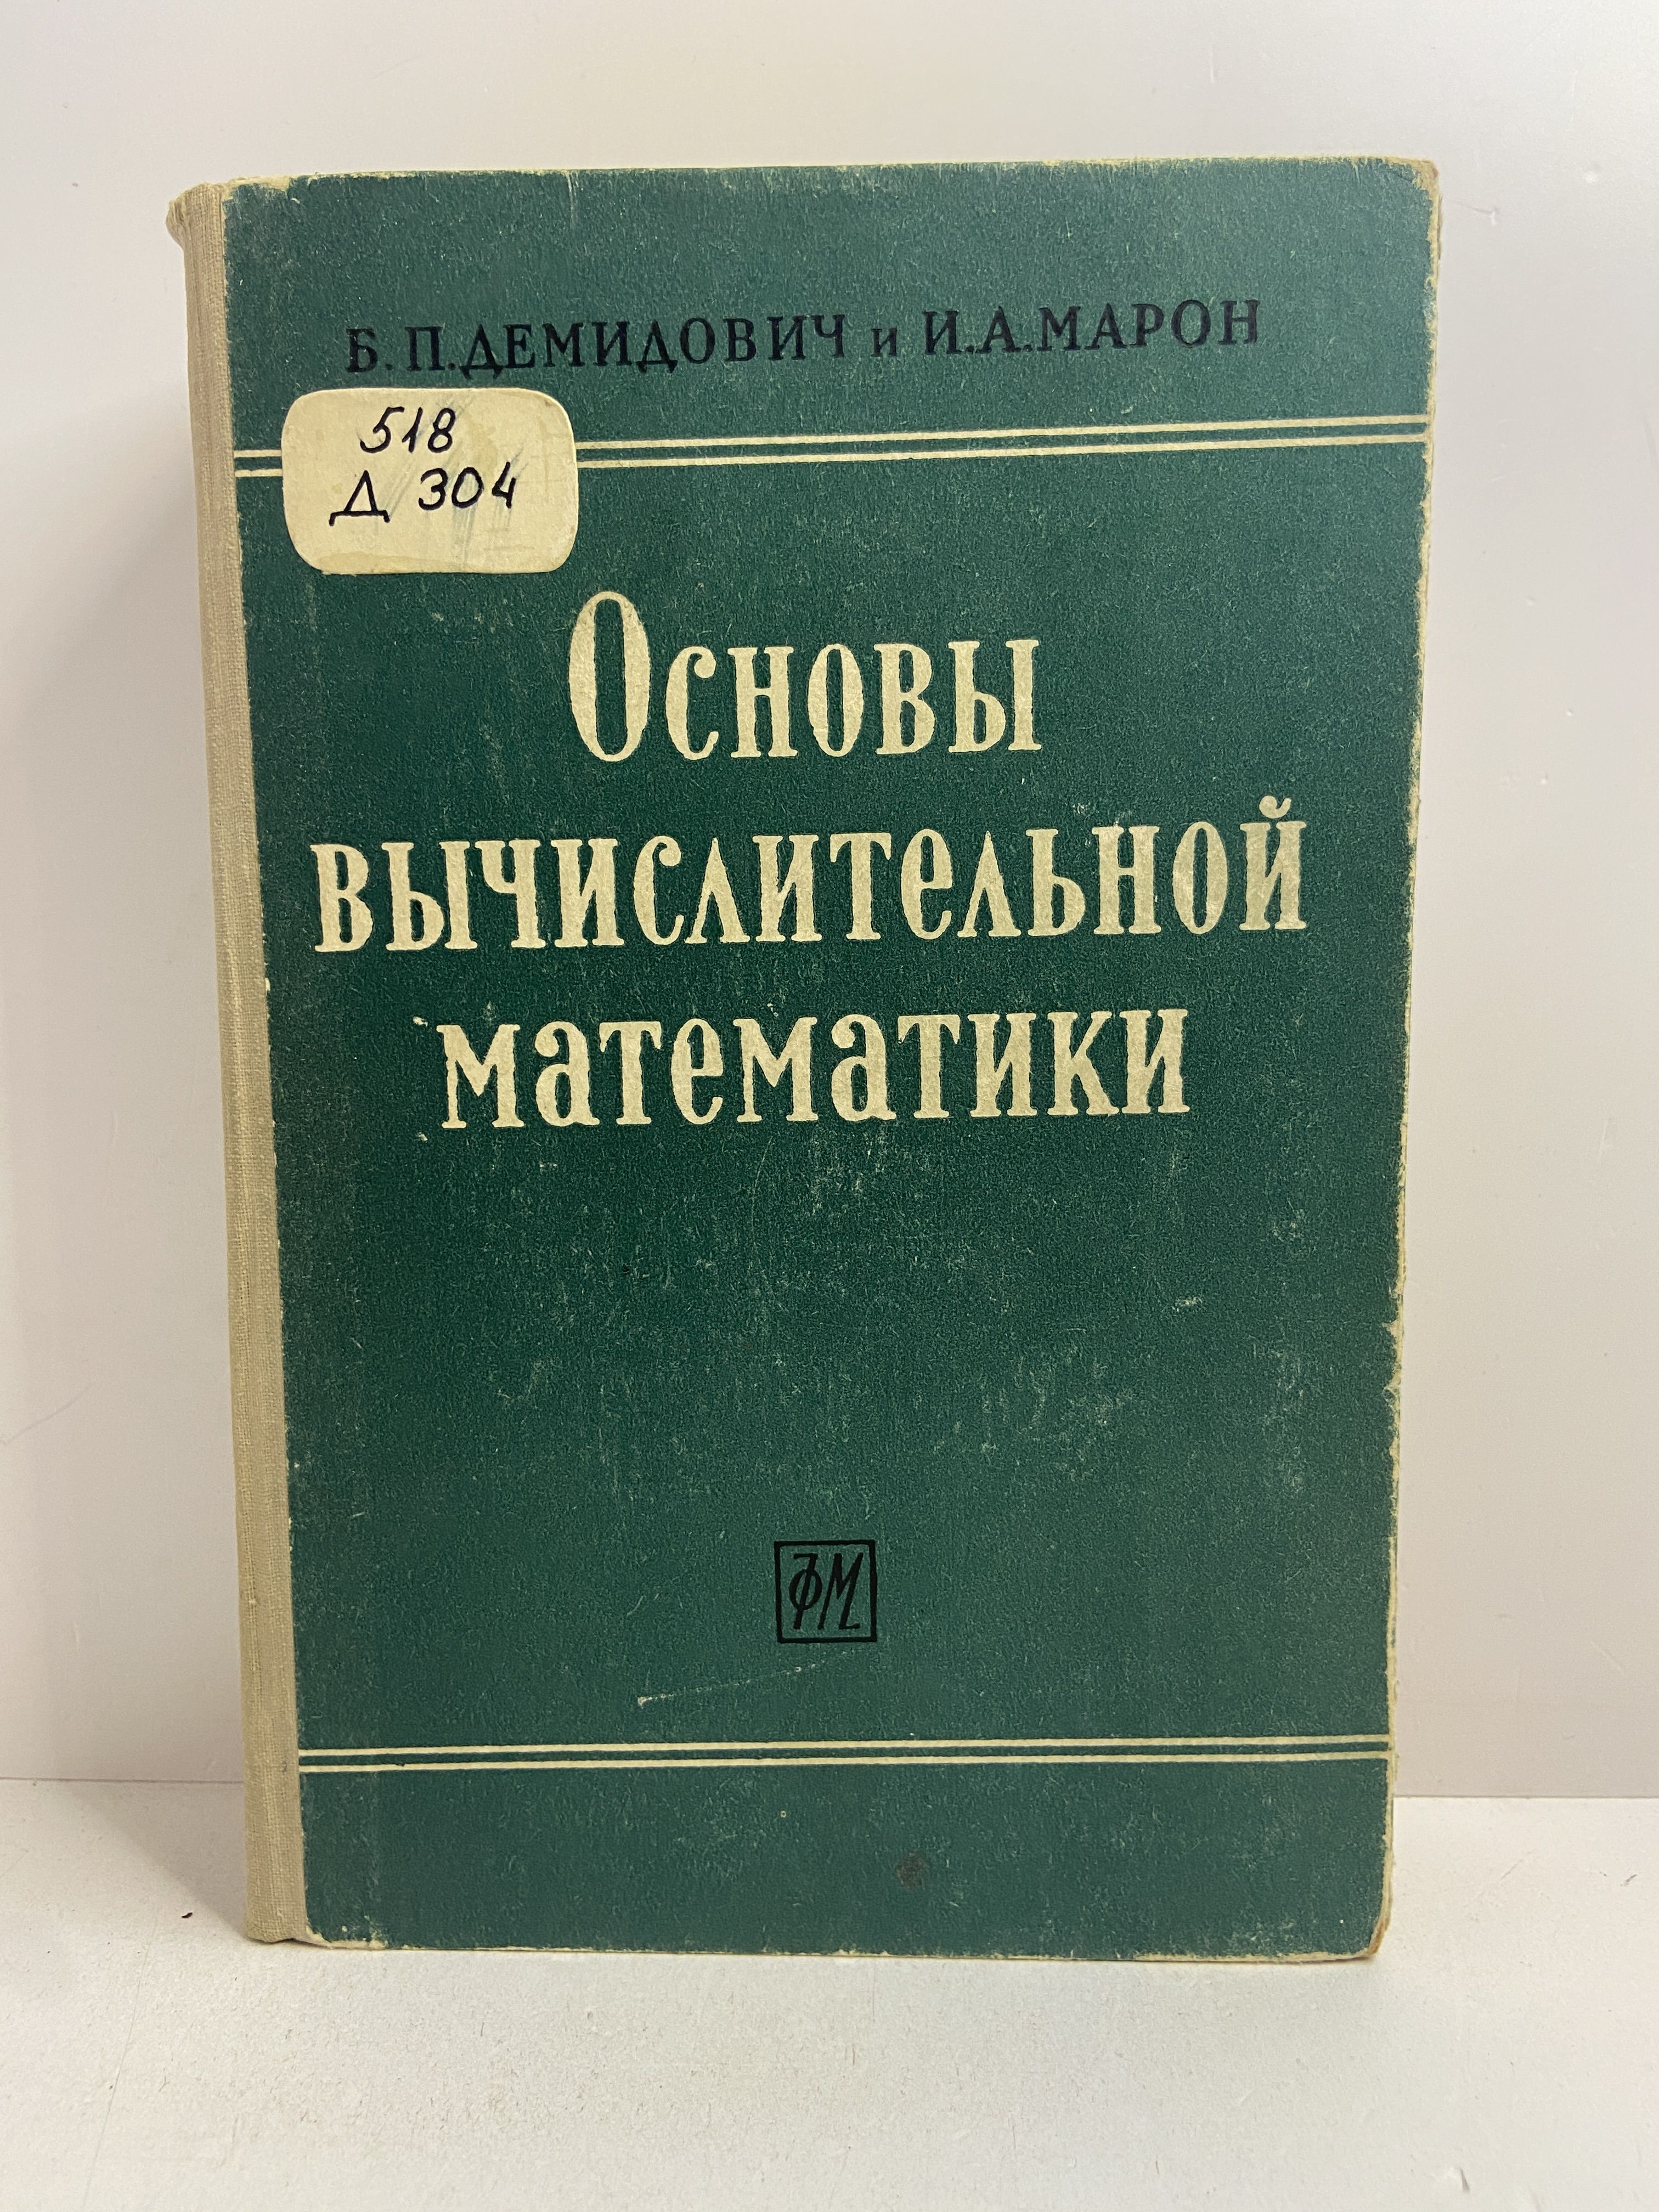 Б. П. ДЕМИДОВИЧ и И. А. МАРОН
518
Д 304
Основы
вычислительной
математики
ФМ